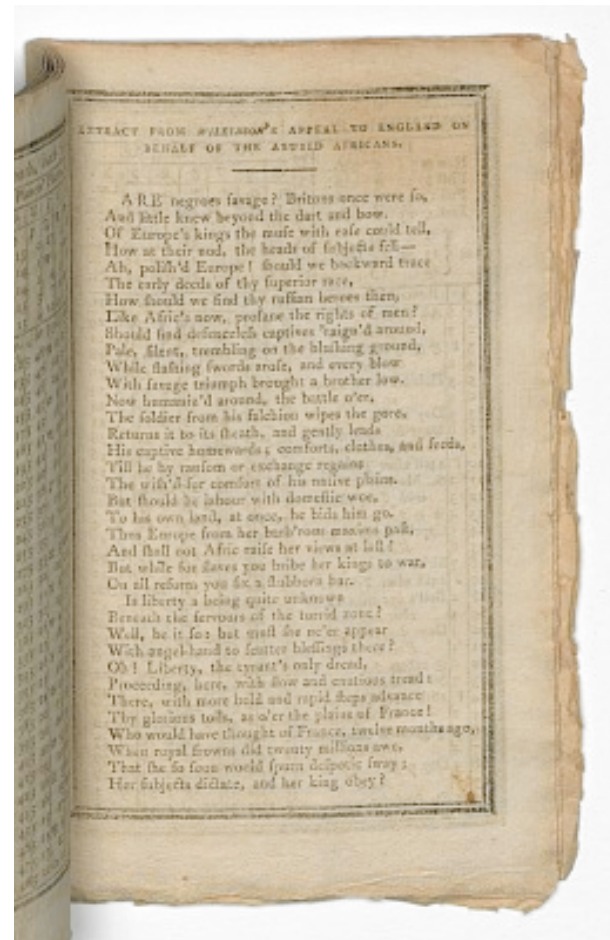 EXTRACT FROM WILKINSON'S APPEAL TO ENGLAND ON
BEHALF OF THE ABUSED AFRICANS.
ARE negroes ſavage? Britons once were ſo,
And little knew beyond the dart and bow.
Of Europe's kings the muſe with eaſe could tell,
How at their nod, the heads of ſubjects fell—
Ah, poliſh'd Europe! ſhould we backward trace
The early deeds of thy ſuperior race,
How ſhould we find thy ruffian heroes then,
Like Afric's now, profane the rights of men?
Should find defenceleſs captives 'raign'd around,
Pale, ſilent, trembling on the bluſhing ground,
While flaſhing ſwords aroſe, and every blow
With ſavage triumph brought a brother low.
Now humaniz'd around, the battle o'er,
The ſoldier from his falchion wipes the gore,
Returns it to its ſheath, and gently leads
His captive homewards; comforts, clothes, and feeds,
Till he by ranſom or exchange regains
The wiſh'd-for comfort of his native plains.
But ſhould he labour with domeſtic woe,
To his own land, at once, he bids him go.
Thus Europe from her barb'rous maxims paſt,
And ſhall not Afric raiſe her views at laſt?
But while for ſlaves you bribe her kings to war,
On all reform you fix a ſtubborn bar.
Is liberty a being quite unknown
Beneath the fervours of the torrid zone?
Well, be it ſo: but muſt ſhe ne'er appear
With angel-hand to ſcatter bleſſings there?
Oh! Liberty, the tyrant's only dread,
Proceeding, here, with ſlow and cautious tread:
There, with more bold and rapid ſteps advance
Thy glorious toils, as o'er the plains of France!
Who would have thought of France, twelve months ago,
When royal frowns did twenty millions awe,
That ſhe ſo ſoon would ſpurn deſpotic ſway;
Her ſubjects dictate, and her king obey?